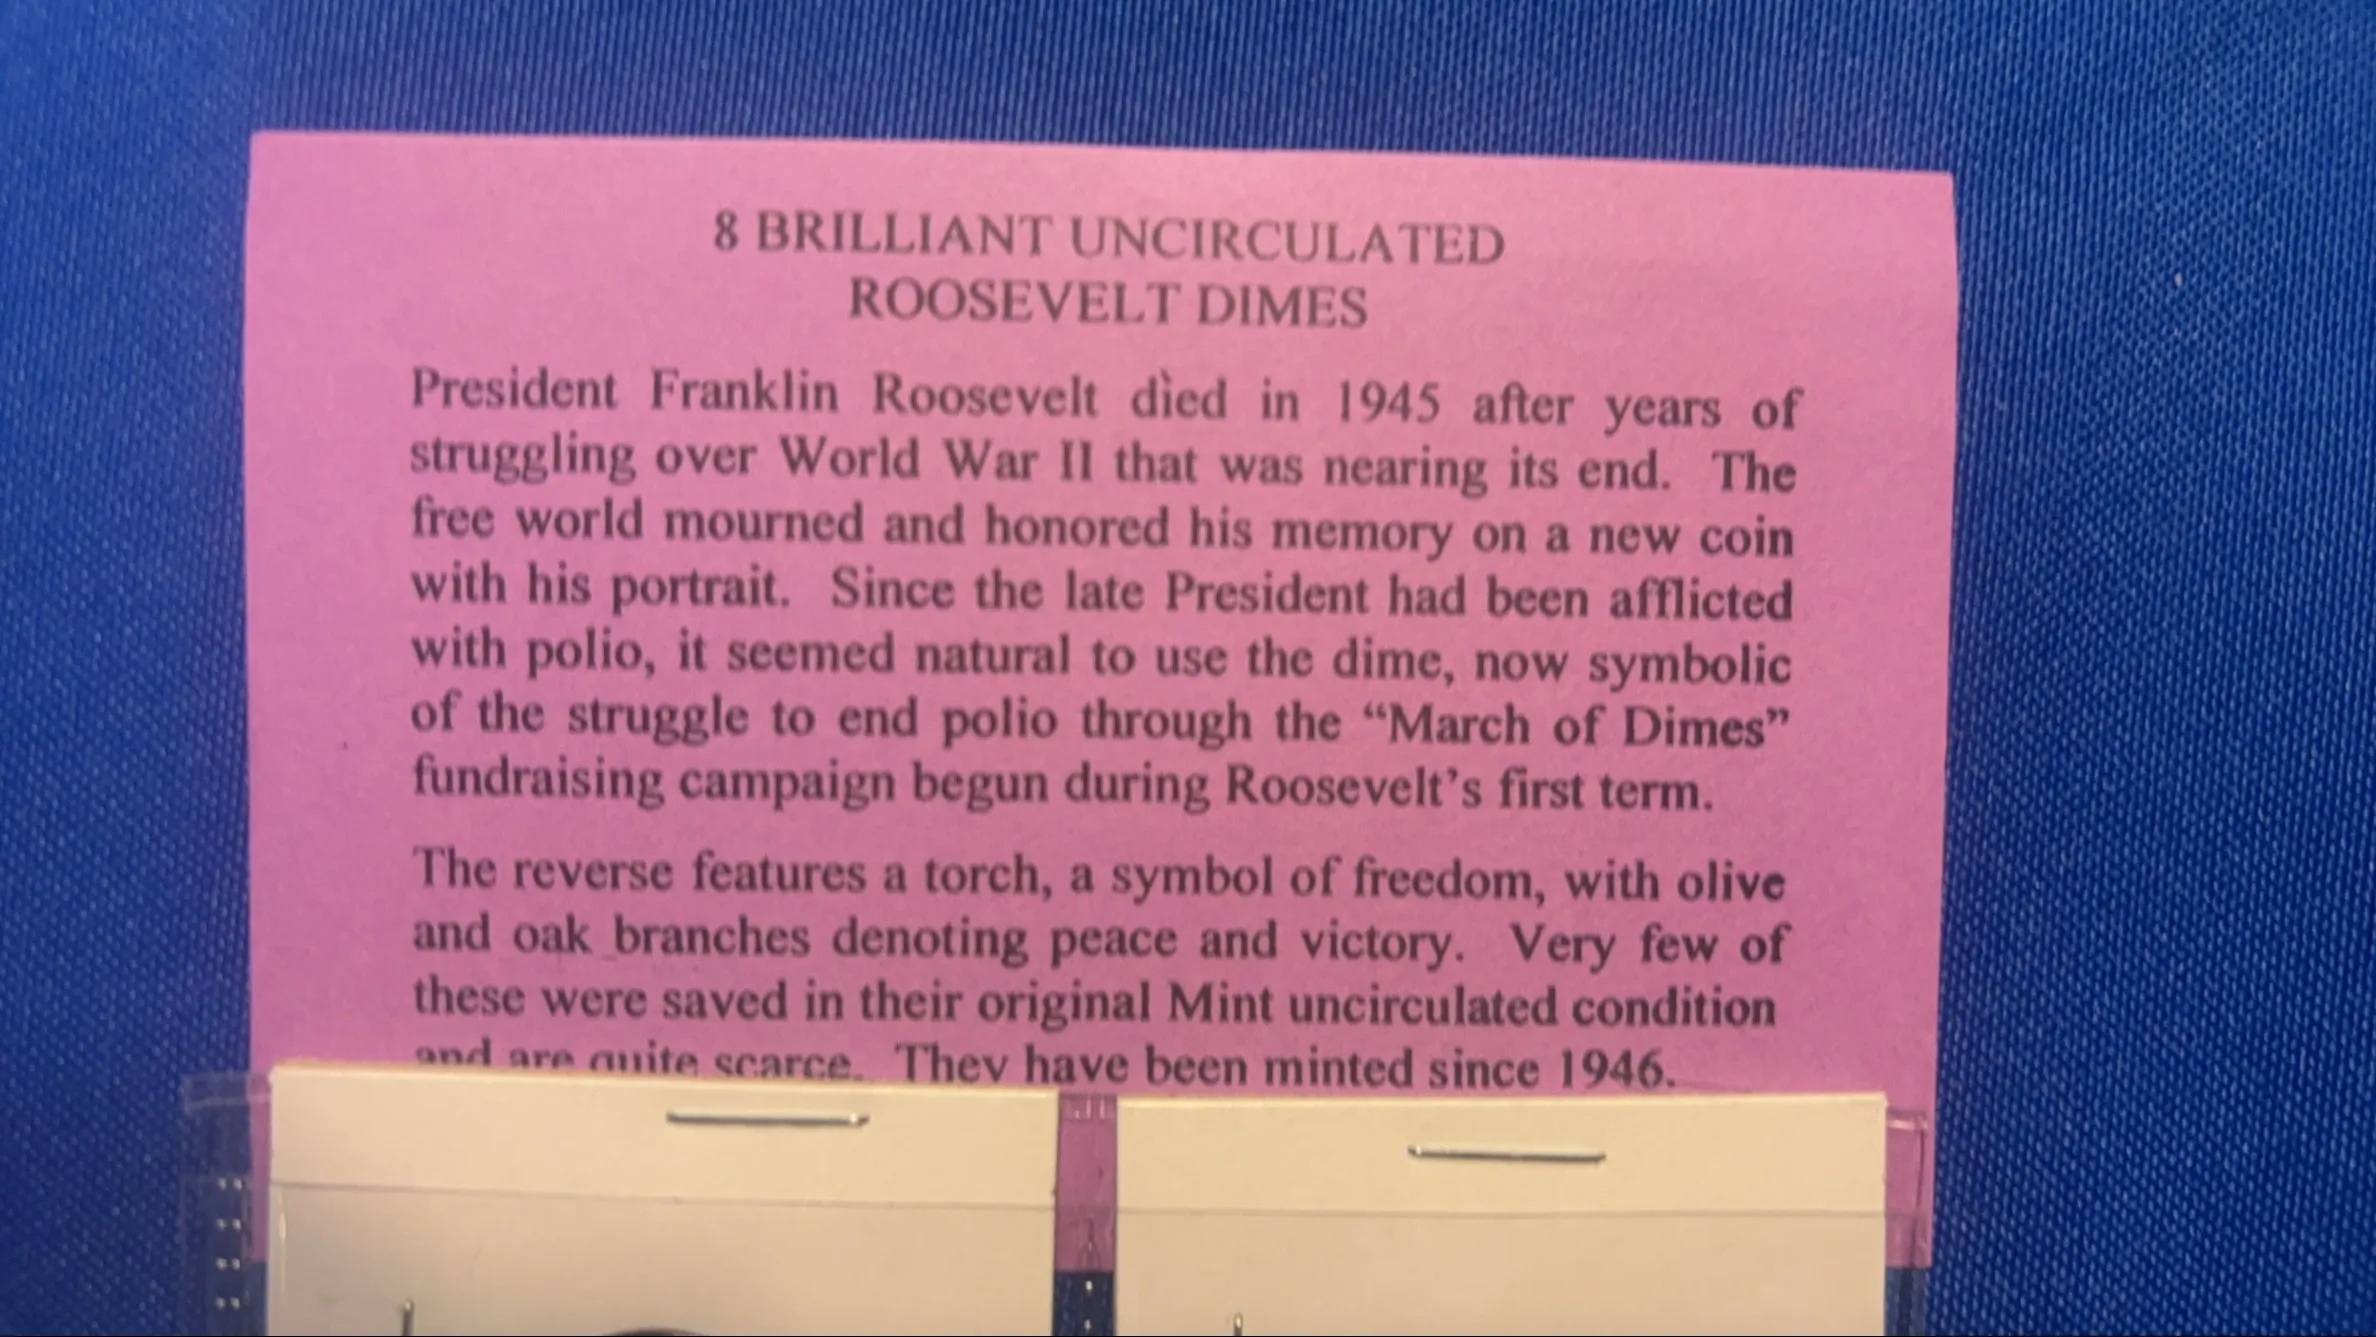 8 BRILLIANT UNCIRCULATED
ROOSEVELT DIMES
President Franklin Roosevelt died in 1945 after years of
struggling over World War II that was nearing its end. The
free world mourned and honored his memory on a new coin
with his portrait. Since the late President had been afflicted
with polio, it seemed natural to use the dime, now symbolic
of the struggle to end polio through the “March of Dimes”
fundraising campaign begun during Roosevelt’s first term.
The reverse features a torch, a symbol of freedom, with olive
and oak branches denoting peace and victory. Very few of
these were saved in their original Mint uncirculated condition
and are quite scarce. They have been minted since 1946.